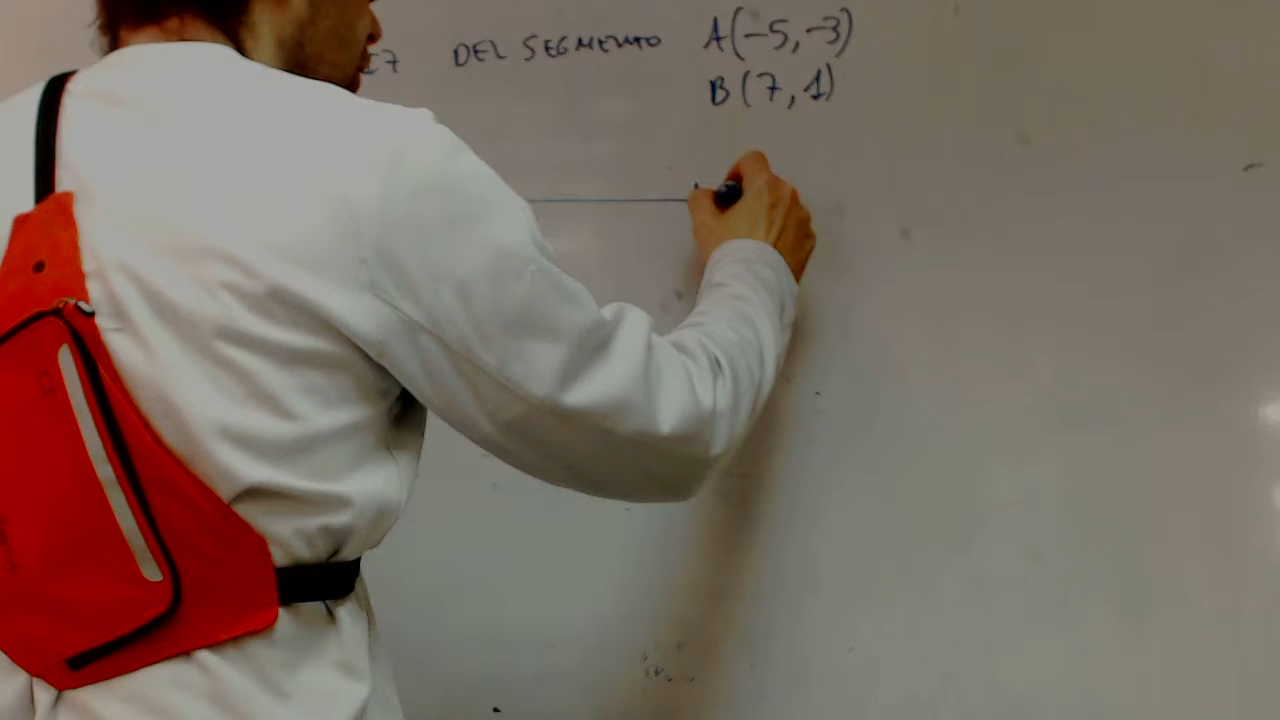 DEL SEGMENTO A(-5,-3)
B(7,1)